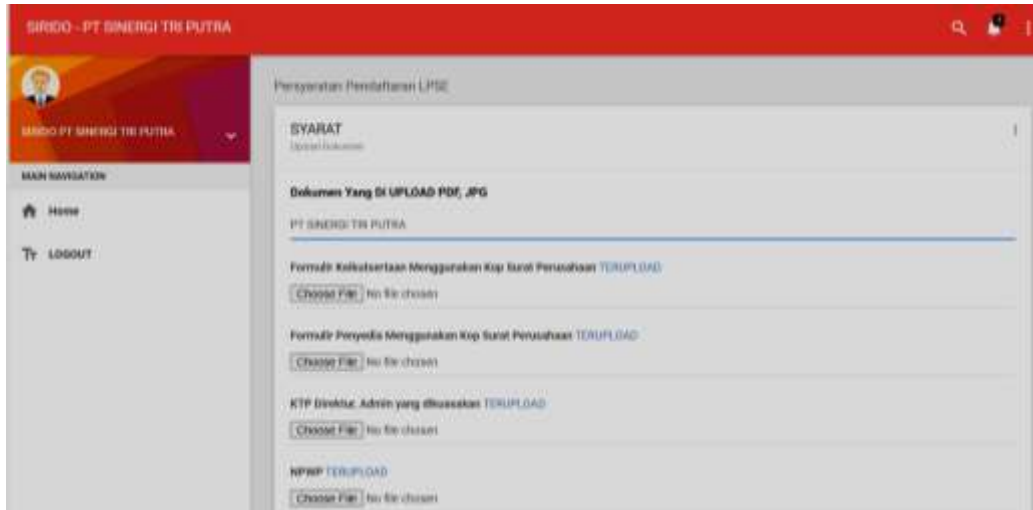 SIRIDO - PT SINERGI TRI PUTRA
SIRIDO PT SINERGI TRI PUTRA
MAIN NAVIGATION
Home
LOGOUT
Persyaratan Pendaftaran LPSE
SYARAT
Upload Dokumen
Dokumen Yang Di UPLOAD PDF, JPG
PT SINERGI TRI PUTRA
Formulir Keikutsertaan Menggunakan Kop Surat Perusahaan TERUPLOAD
Choose File No file chosen
Formulir Penyedia Menggunakan Kop Surat Perusahaan TERUPLOAD
Choose File No file chosen
KTP Direktur, Admin yang dikuasakan TERUPLOAD
Choose File No file chosen
NPWP TERUPLOAD
Choose File No file chosen